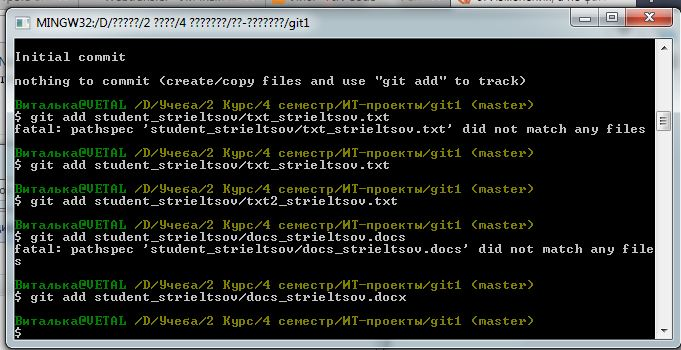 MINGW32:/D/?????/2 ????/4 ???????/??-???????/git1
Initial commit
nothing to commit (create/copy files and use "git add" to track)
Виталька@VETAL /D/Учеба/2 Курс/4 семестр/ИТ-проекты/git1 (master)
$ git add student_strieltsov/txt_strieltsov.txt
fatal: pathspec 'student_strieltsov/txt_strieltsov.txt' did not match any files
Виталька@VETAL /D/Учеба/2 Курс/4 семестр/ИТ-проекты/git1 (master)
$ git add student_strieltsov/txt_strieltsov.txt
Виталька@VETAL /D/Учеба/2 Курс/4 семестр/ИТ-проекты/git1 (master)
$ git add student_strieltsov/txt2_strieltsov.txt
Виталька@VETAL /D/Учеба/2 Курс/4 семестр/ИТ-проекты/git1 (master)
$ git add student_strieltsov/docs_strieltsov.docs
fatal: pathspec 'student_strieltsov/docs_strieltsov.docs' did not match any file
s
Виталька@VETAL /D/Учеба/2 Курс/4 семестр/ИТ-проекты/git1 (master)
$ git add student_strieltsov/docs_strieltsov.docx
Виталька@VETAL /D/Учеба/2 Курс/4 семестр/ИТ-проекты/git1 (master)
$